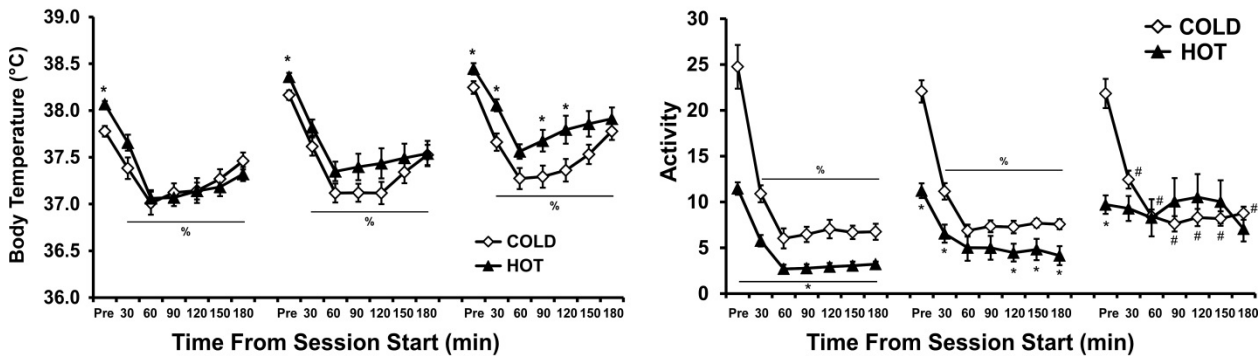 39.0
38.5
38.0
37.5
37.0
36.5
36.0
Body Temperature (°C)
*
%
*
%
*
*
*
*
%
COLD
HOT
Pre 30 60 90 120 150 180
Pre 30 60 90 120 150 180
Pre 30 60 90 120 150 180
Time From Session Start (min)
COLD
HOT
30
25
20
15
10
5
0
Activity
%
*
%
*
*
*
*
*
*
#
#
#
#
#
#
Pre 30 60 90 120 150 180
Pre 30 60 90 120 150 180
Pre 30 60 90 120 150 180
Time From Session Start (min)